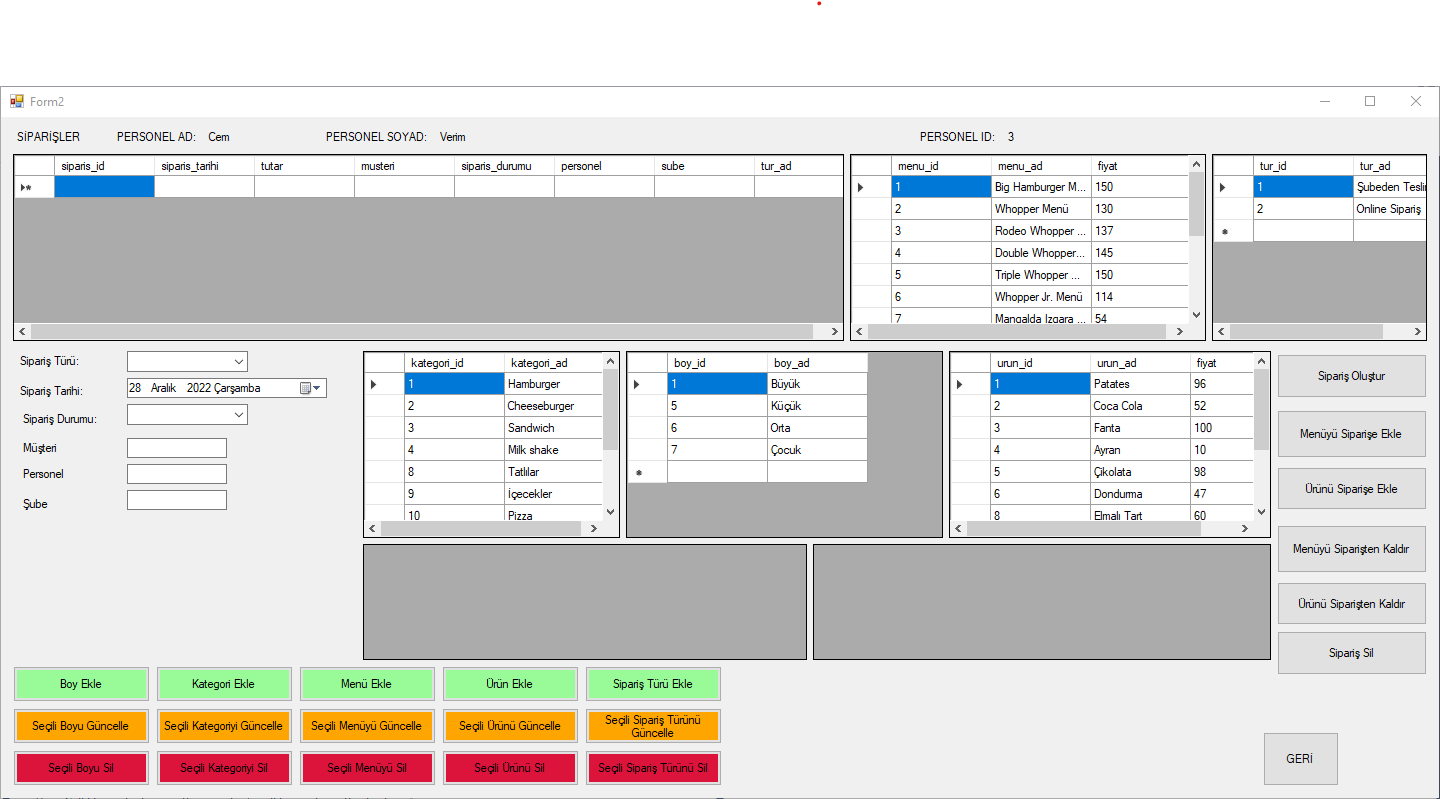 Form2
SİPARİŞLER PERSONEL AD: Cem PERSONEL SOYAD: Verim PERSONEL ID: 3
sipais_id siparis_tarihi tutar musteri siparis_durumu personel sube tur_ad
menu_id menu_ad fiyat
1 Big Hamburger M... 150
2 Whopper Menü 130
3 Rodeo Whopper ... 137
4 Double Whopper... 145
5 Triple Whopper ... 150
6 Whopper Jr. Menü 114
7 Mangalda Izgara ... 54
tur_id tur_ad
1 Şubeden Teslim
2 Online Sipariş
Sipariş Türü:
Sipariş Tarihi: 28 Aralık 2022 Çarşamba
Sipariş Durumu:
Müşteri
Personel
Şube
kategori_id kategori_ad
1 Hamburger
2 Cheeseburger
3 Sandwich
4 Milk shake
8 Tatlılar
9 İçecekler
10 Pizza
boy_id boy_ad
1 Büyük
5 Küçük
6 Orta
7 Çocuk
urun_id urun_ad fiyat
1 Patates 96
2 Coca Cola 52
3 Fanta 100
4 Ayran 10
5 Çikolata 98
6 Dondurma 47
8 Elmalı Tart 60
Sipariş Oluştur
Menüyü Siparişe Ekle
Ürünü Siparişe Ekle
Menüyü Siparişten Kaldır
Ürünü Siparişten Kaldır
Sipariş Sil
Boy Ekle Kategori Ekle Menü Ekle Ürün Ekle Sipariş Türü Ekle
Seçili Boyu Güncelle Seçili Kategoriyi Güncelle Seçili Menüyü Güncelle Seçili Ürünü Güncelle Seçili Sipariş Türünü
Güncelle
Seçili Boyu Sil Seçili Kategoriyi Sil Seçili Menüyü Sil Seçili Ürünü Sil Seçili Sipariş Türünü Sil
GERİ